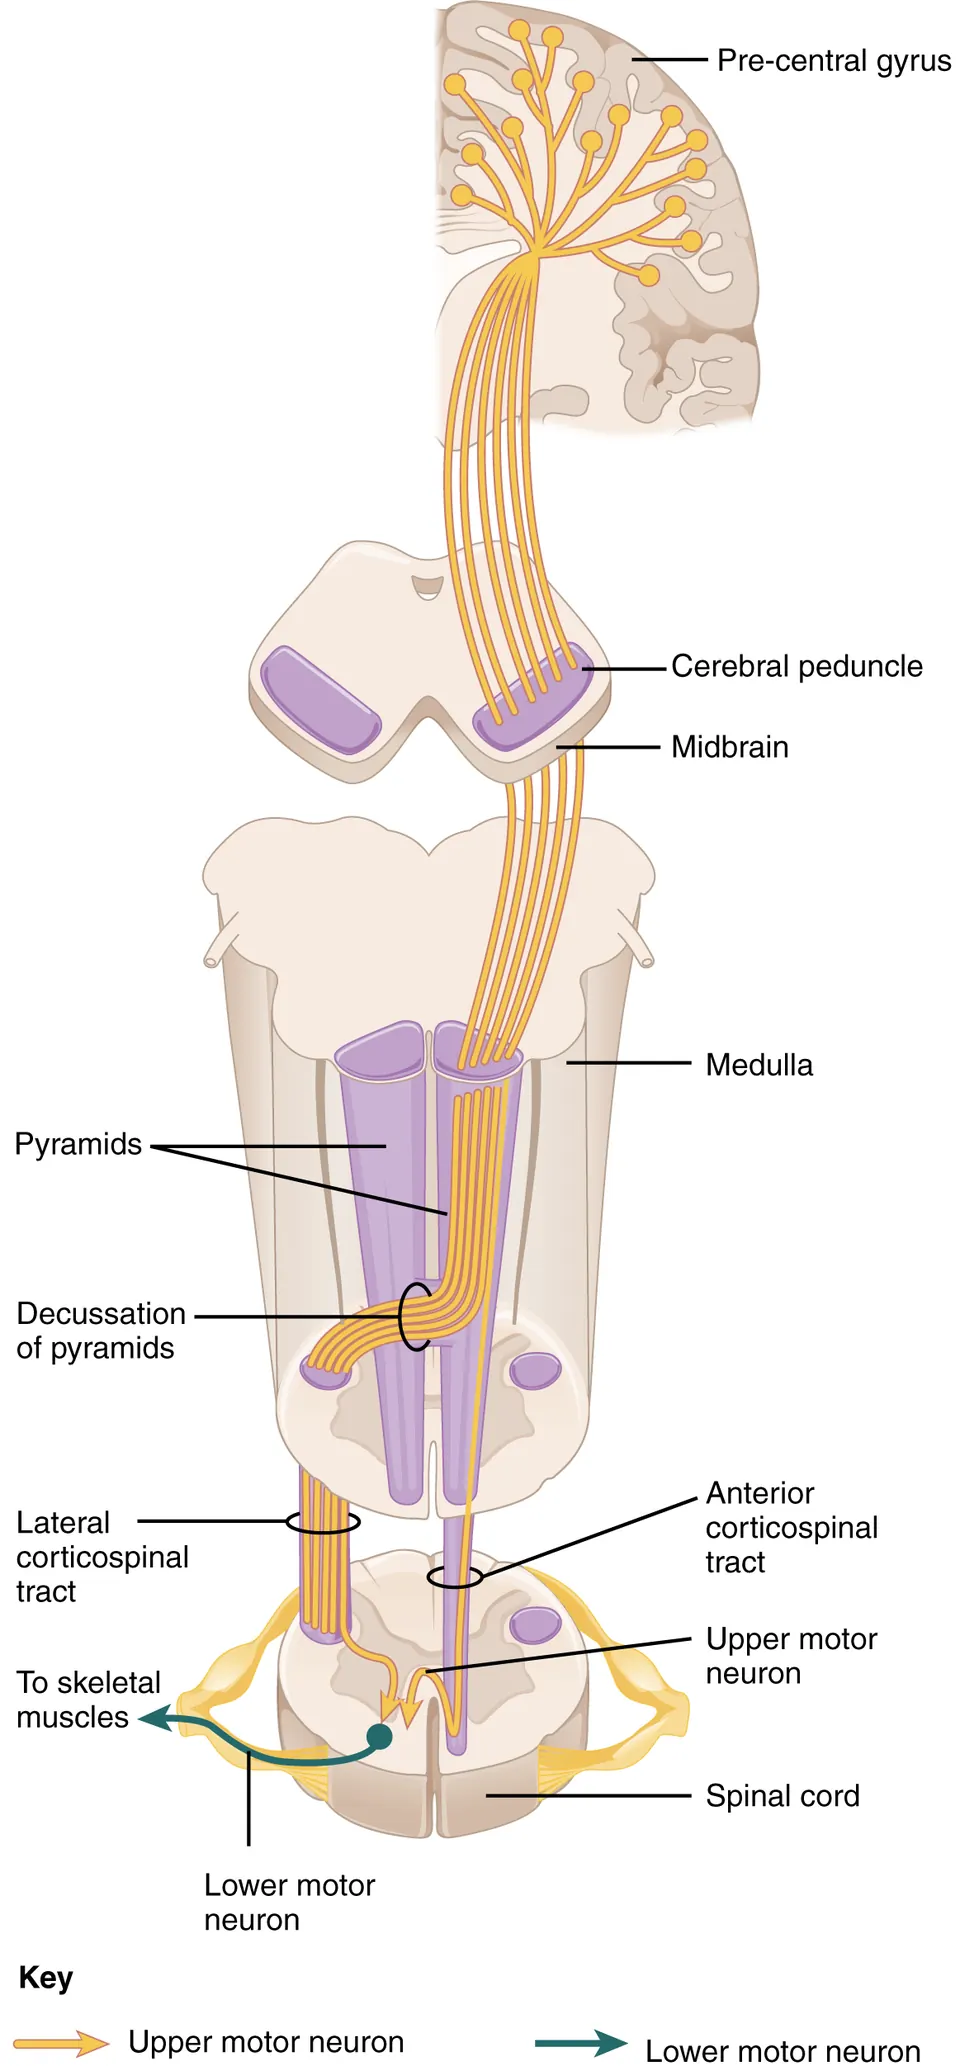 Pre-central gyrus
Cerebral peduncle
Midbrain
Medulla
Pyramids
Decussation
of pyramids
Anterior
corticospinal
tract
Lateral
corticospinal
tract
Upper motor
neuron
To skeletal
muscles
Spinal cord
Lower motor
neuron
Key
Upper motor neuron
Lower motor neuron